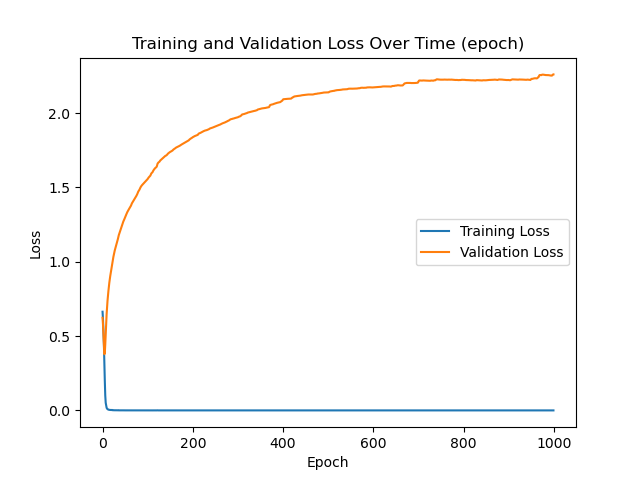 Training and Validation Loss Over Time (epoch)
Loss
2.0
1.5
1.0
0.5
0.0
Training Loss
Validation Loss
0 200 400 600 800 1000
Epoch